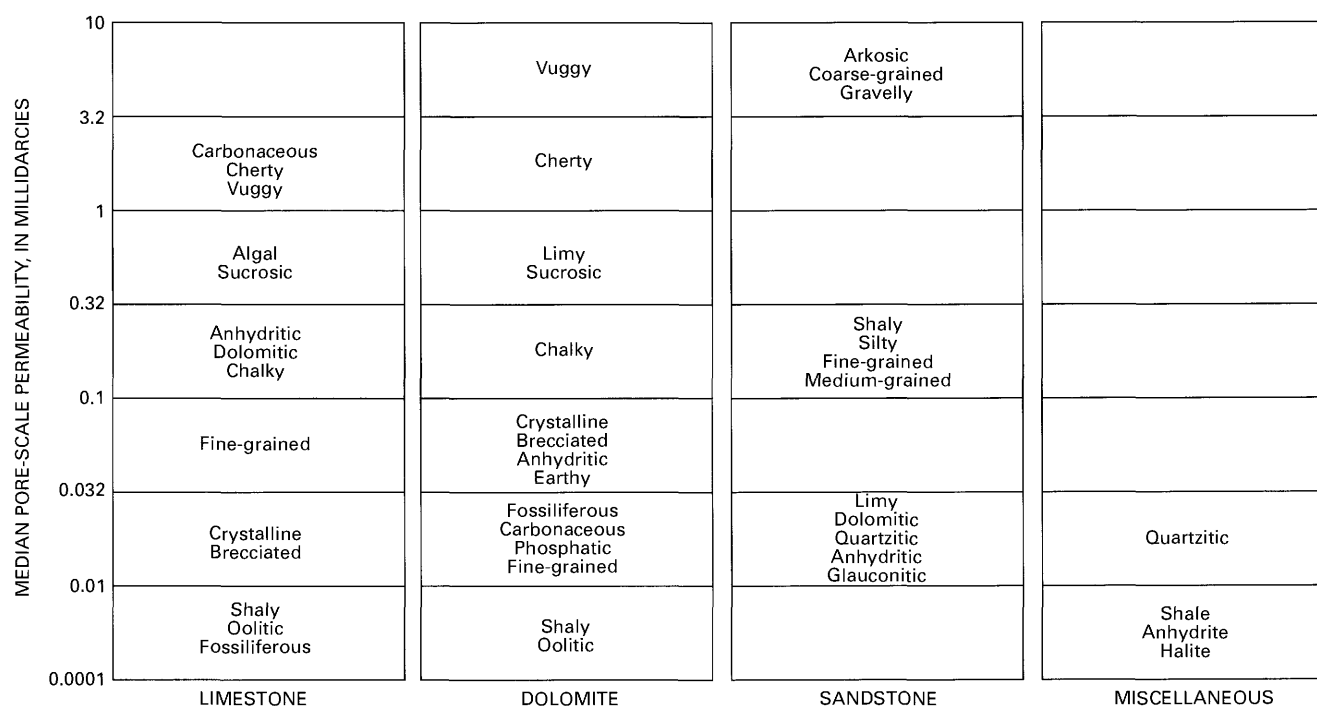 MEDIAN PORE-SCALE PERMEABILITY, IN MILLIDARCIES
10
3.2
1
0.32
0.1
0.032
0.01
0.0001
Carbonaceous
Cherty
Vuggy
Algal
Sucrosic
Anhydritic
Dolomitic
Chalky
Fine-grained
Crystalline
Brecciated
Shaly
Oolitic
Fossiliferous
LIMESTONE
Vuggy
Cherty
Limy
Sucrosic
Chalky
Crystalline
Brecciated
Anhydritic
Earthy
Fossiliferous
Carbonaceous
Phosphatic
Fine-grained
Shaly
Oolitic
DOLOMITE
Arkosic
Coarse-grained
Gravelly
Shaly
Silty
Fine-grained
Medium-grained
Limy
Dolomitic
Quartzitic
Anhydritic
Glauconitic
SANDSTONE
Quartzitic
Shale
Anhydrite
Halite
MISCELLANEOUS